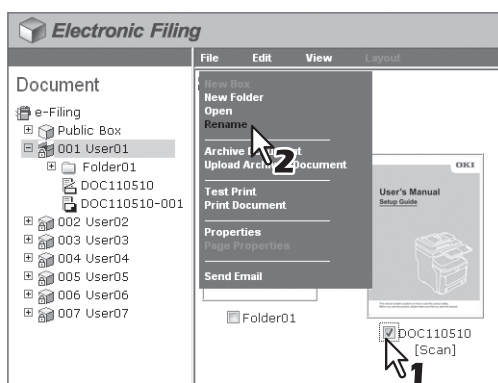 Electronic Filing
File Edit View Layout
Document
e-Filing
Public Box
001 User01
Folder01
DOC110510
DOC110510-001
002 User02
003 User03
004 User04
005 User05
006 User06
007 User07
New Box
New Folder
Open
Rename
2
Archive
Upload Document
Test Print
Print Document
Properties
Page Properties
Send Email
Folder01
OKI
User's Manual
Setup Guide
DOC110510
[Scan]
1